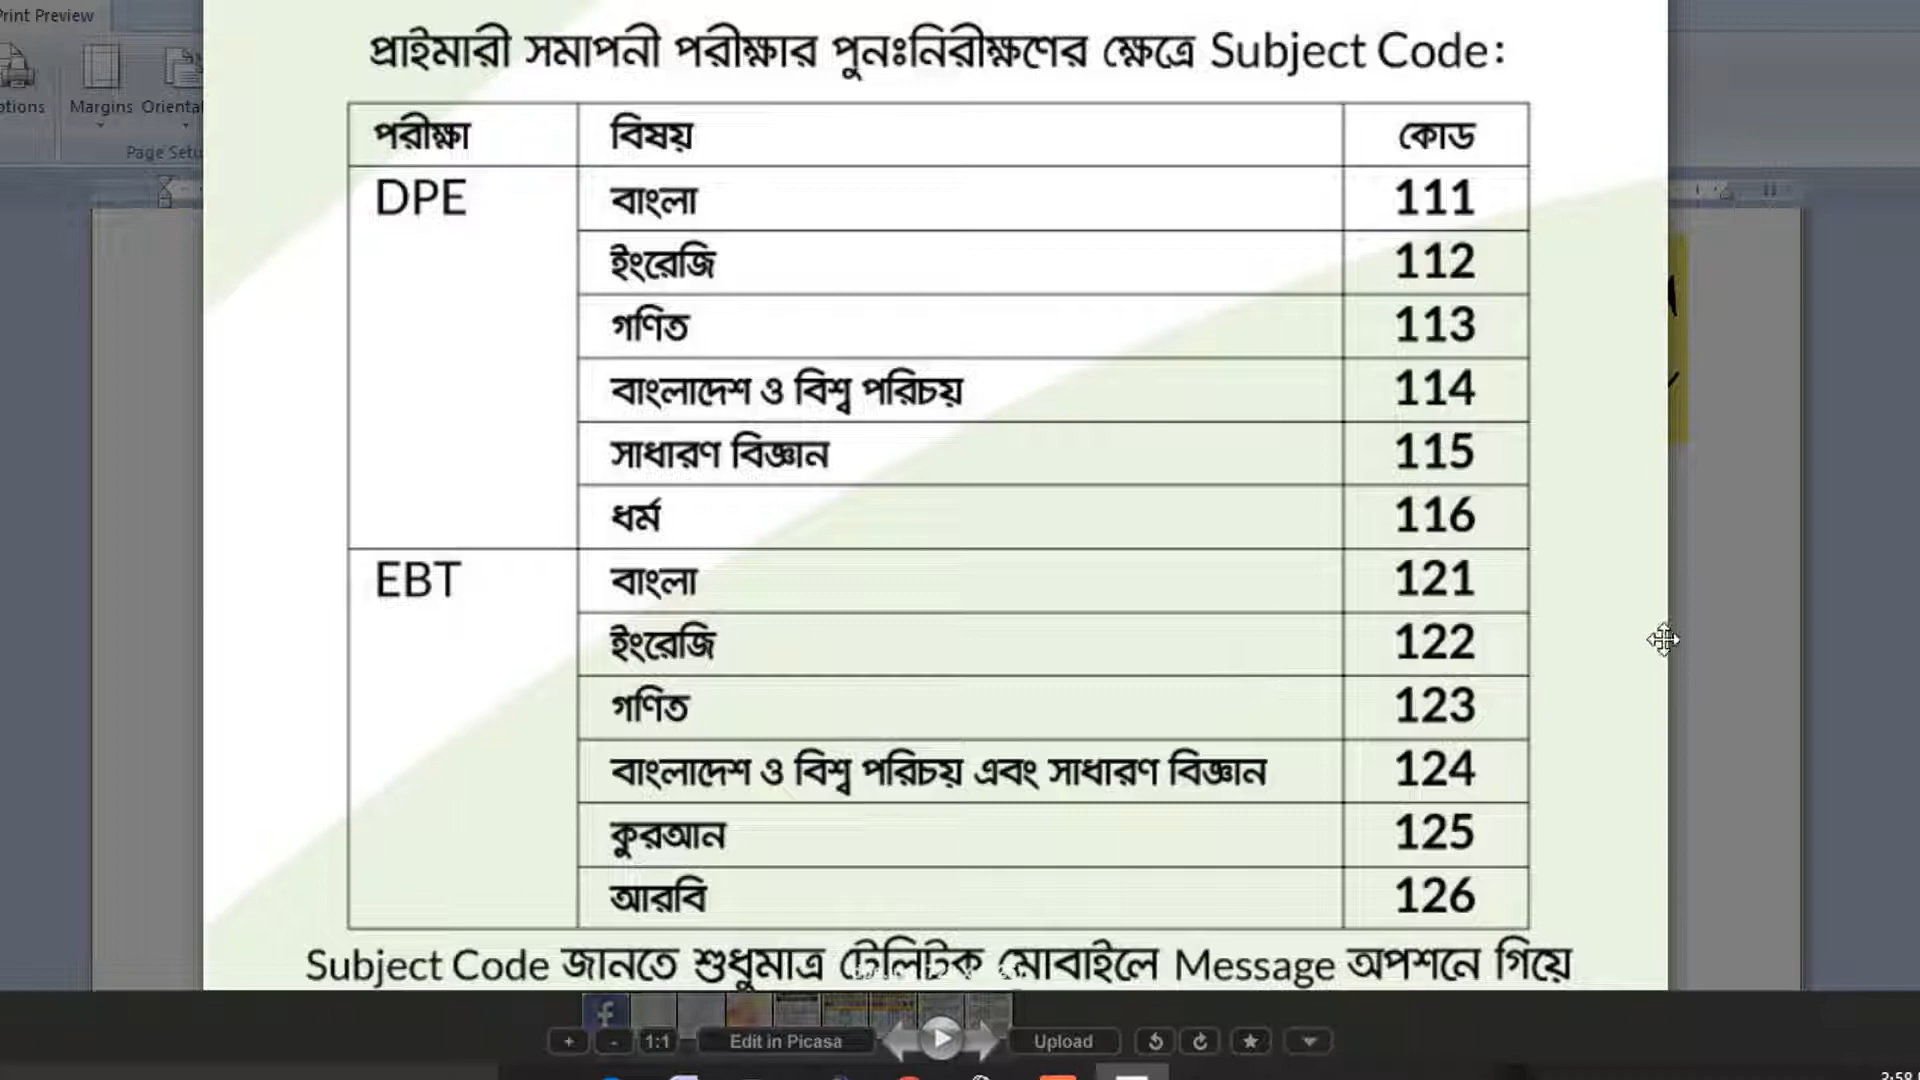 Print Preview
Margins
Page Setu
প্রাইমারী সমাপনী পরীক্ষার পুনঃনিরীক্ষণের ক্ষেত্রে Subject Code:
পরীক্ষা বিষয় কোড
DPE বাংলা 111
ইংরেজি 112
গণিত 113
বাংলাদেশ ও বিশ্ব পরিচয় 114
সাধারণ বিজ্ঞান 115
ধর্ম 116
EBT বাংলা 121
ইংরেজি 122
গণিত 123
বাংলাদেশ ও বিশ্ব পরিচয় এবং সাধারণ বিজ্ঞান 124
কুরআন 125
আরবি 126
Subject Code জানতে শুধুমাত্র টেলিটক মোবাইলে Message অপশনে গিয়ে
1:1 Edit in Picasa Upload